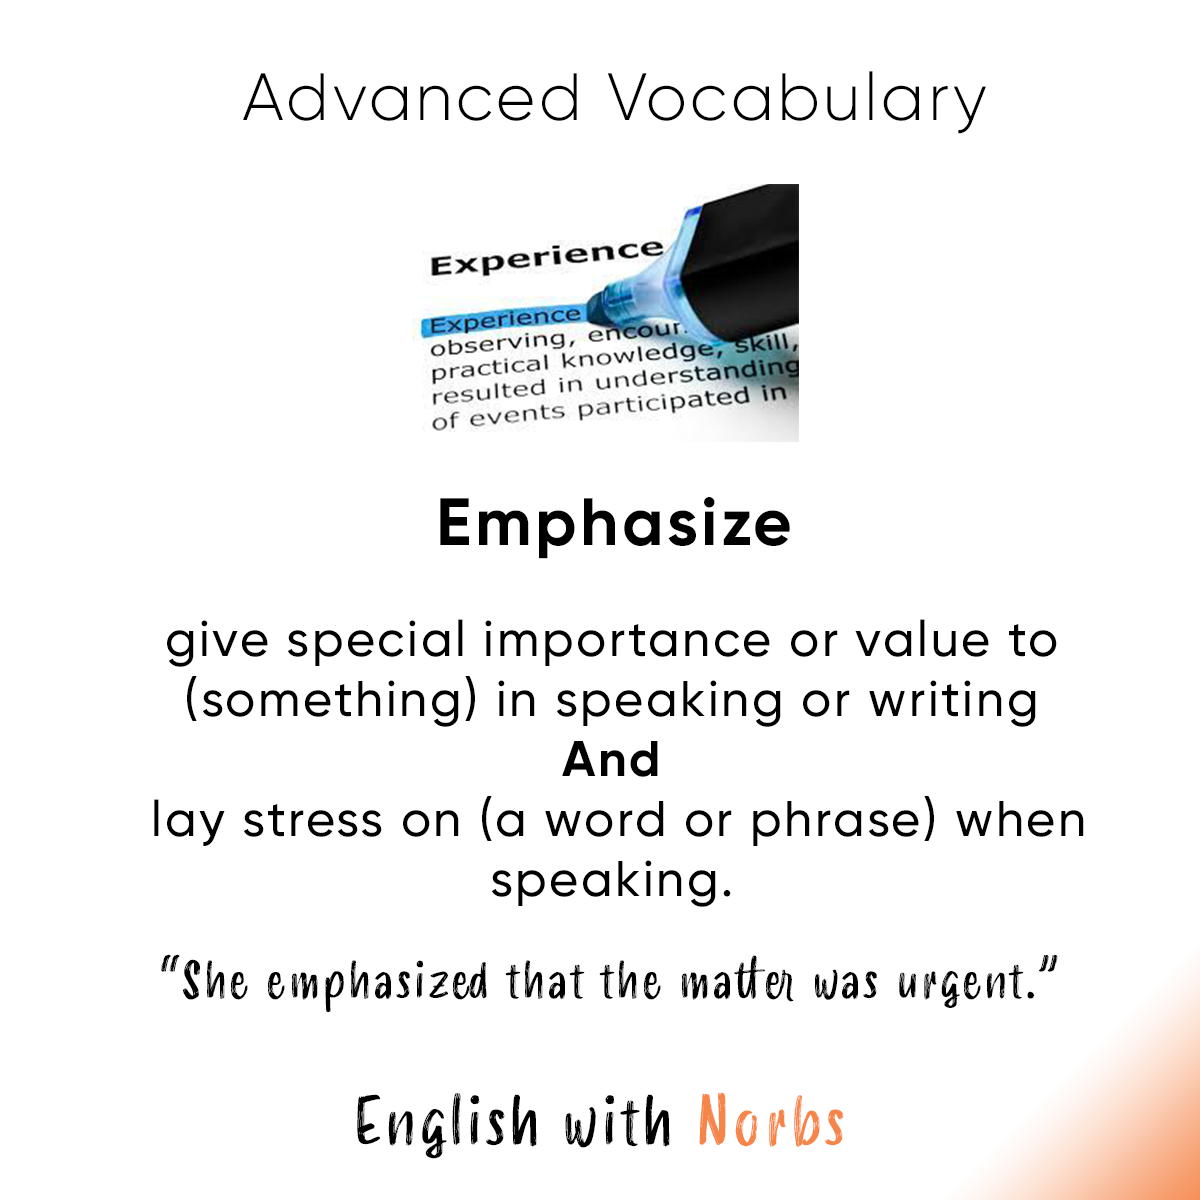 Advanced Vocabulary
Experience
Experience
observing, encour
practical knowledge, skill,
resulted in understanding
of events participated in
Emphasize
give special importance or value to
(something) in speaking or writing
And
lay stress on (a word or phrase) when
speaking.
"She emphasized that the matter was urgent."
English with Norbs